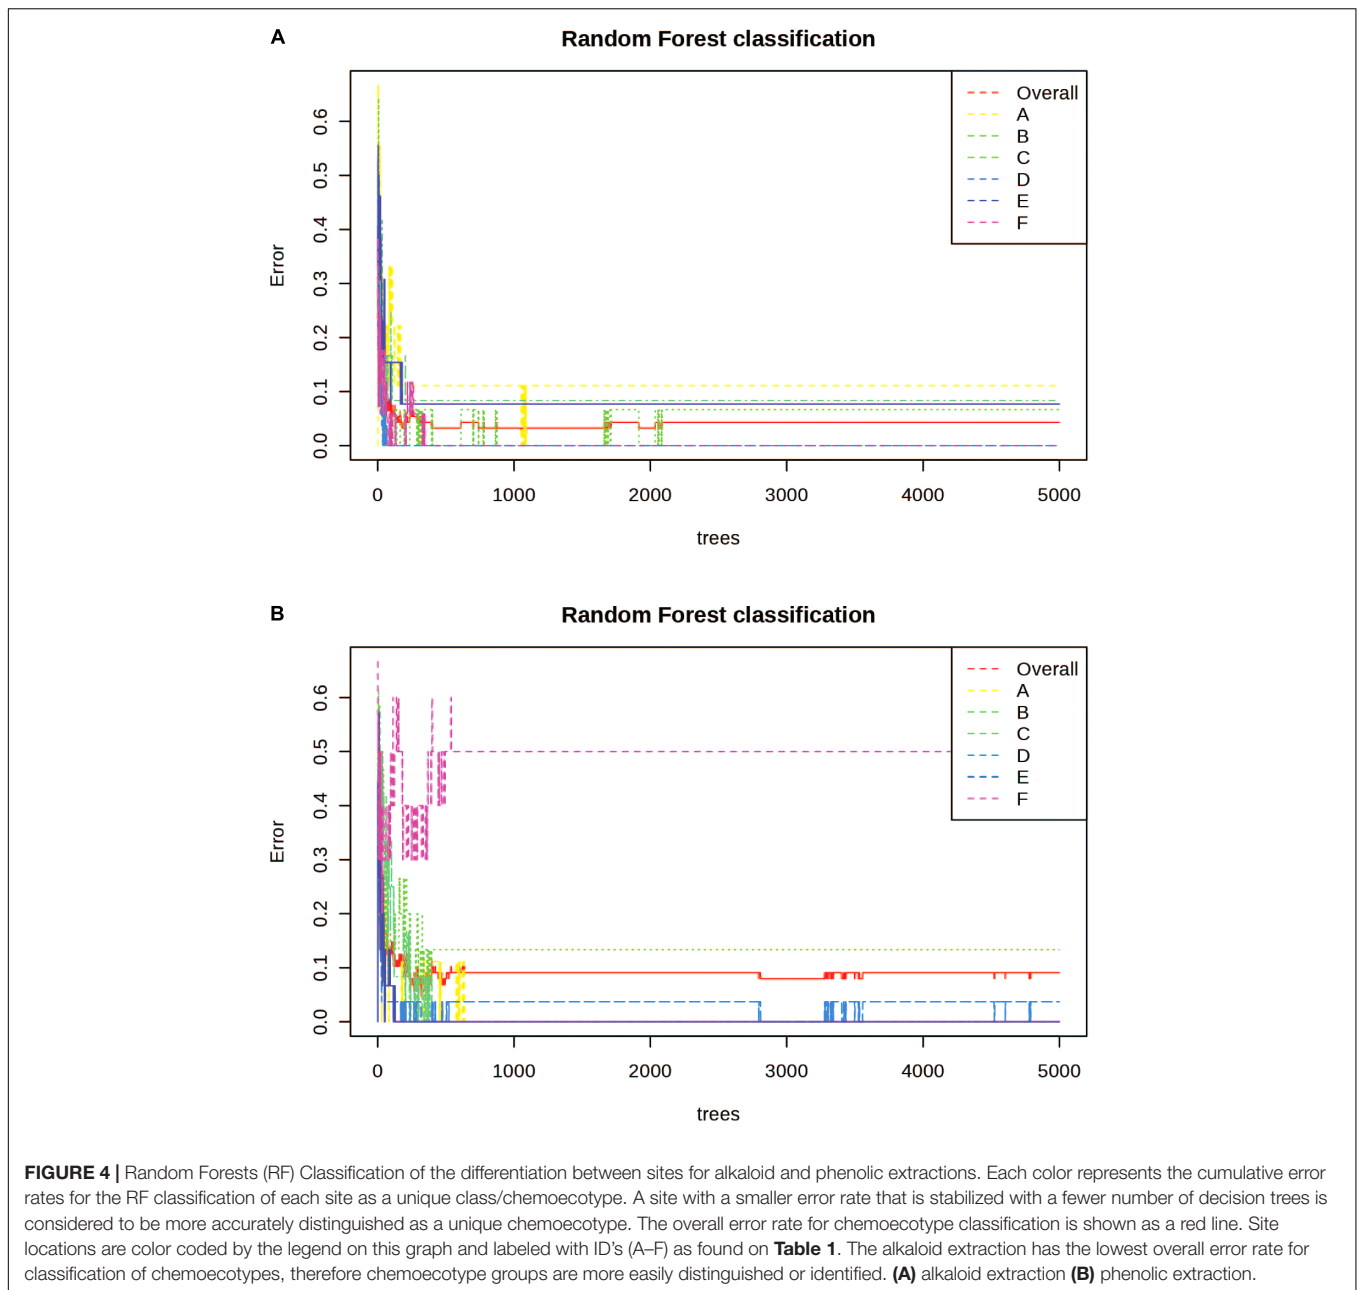 A
Random Forest classification
Error
0.0 0.1 0.2 0.3 0.4 0.5 0.6
Overall
A
B
C
D
E
F
0 1000 2000 3000 4000 5000
trees
B
Random Forest classification
Error
0.0 0.1 0.2 0.3 0.4 0.5 0.6
Overall
A
B
C
D
E
F
0 1000 2000 3000 4000 5000
trees
FIGURE 4 | Random Forests (RF) Classification of the differentiation between sites for alkaloid and phenolic extractions. Each color represents the cumulative error
rates for the RF classification of each site as a unique class/chemoecotype. A site with a smaller error rate that is stabilized with a fewer number of decision trees is
considered to be more accurately distinguished as a unique chemoecotype. The overall error rate for chemoecotype classification is shown as a red line. Site
locations are color coded by the legend on this graph and labeled with ID's (A–F) as found on Table 1. The alkaloid extraction has the lowest overall error rate for
classification of chemoecotypes, therefore chemoecotype groups are more easily distinguished or identified. (A) alkaloid extraction (B) phenolic extraction.